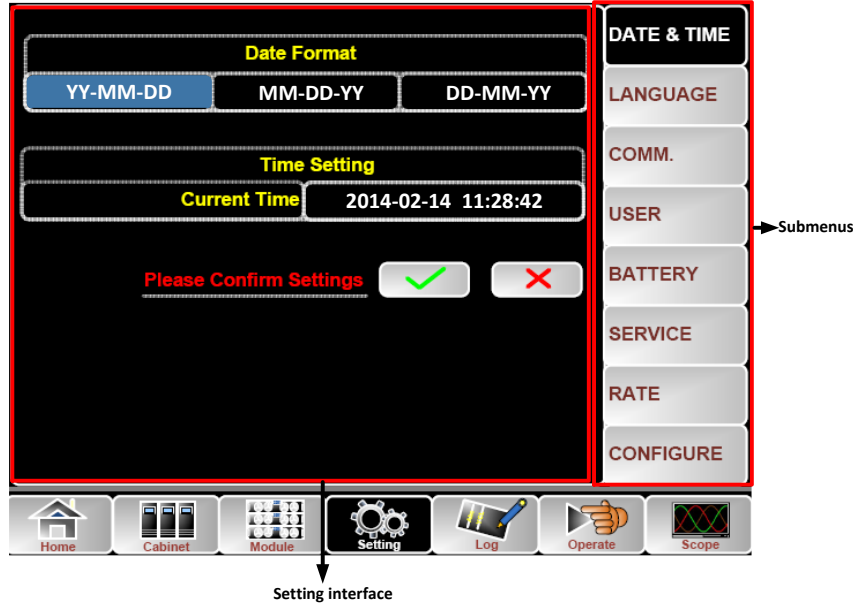 DATE & TIME
Date Format
YY-MM-DD MM-DD-YY DD-MM-YY
LANGUAGE
Time Setting
COMM.
Current Time 2014-02-14 11:28:42
USER
Submenus
Please Confirm Settings
BATTERY
SERVICE
RATE
CONFIGURE
Home Cabinet Module Setting Log Operate Scope
Setting interface